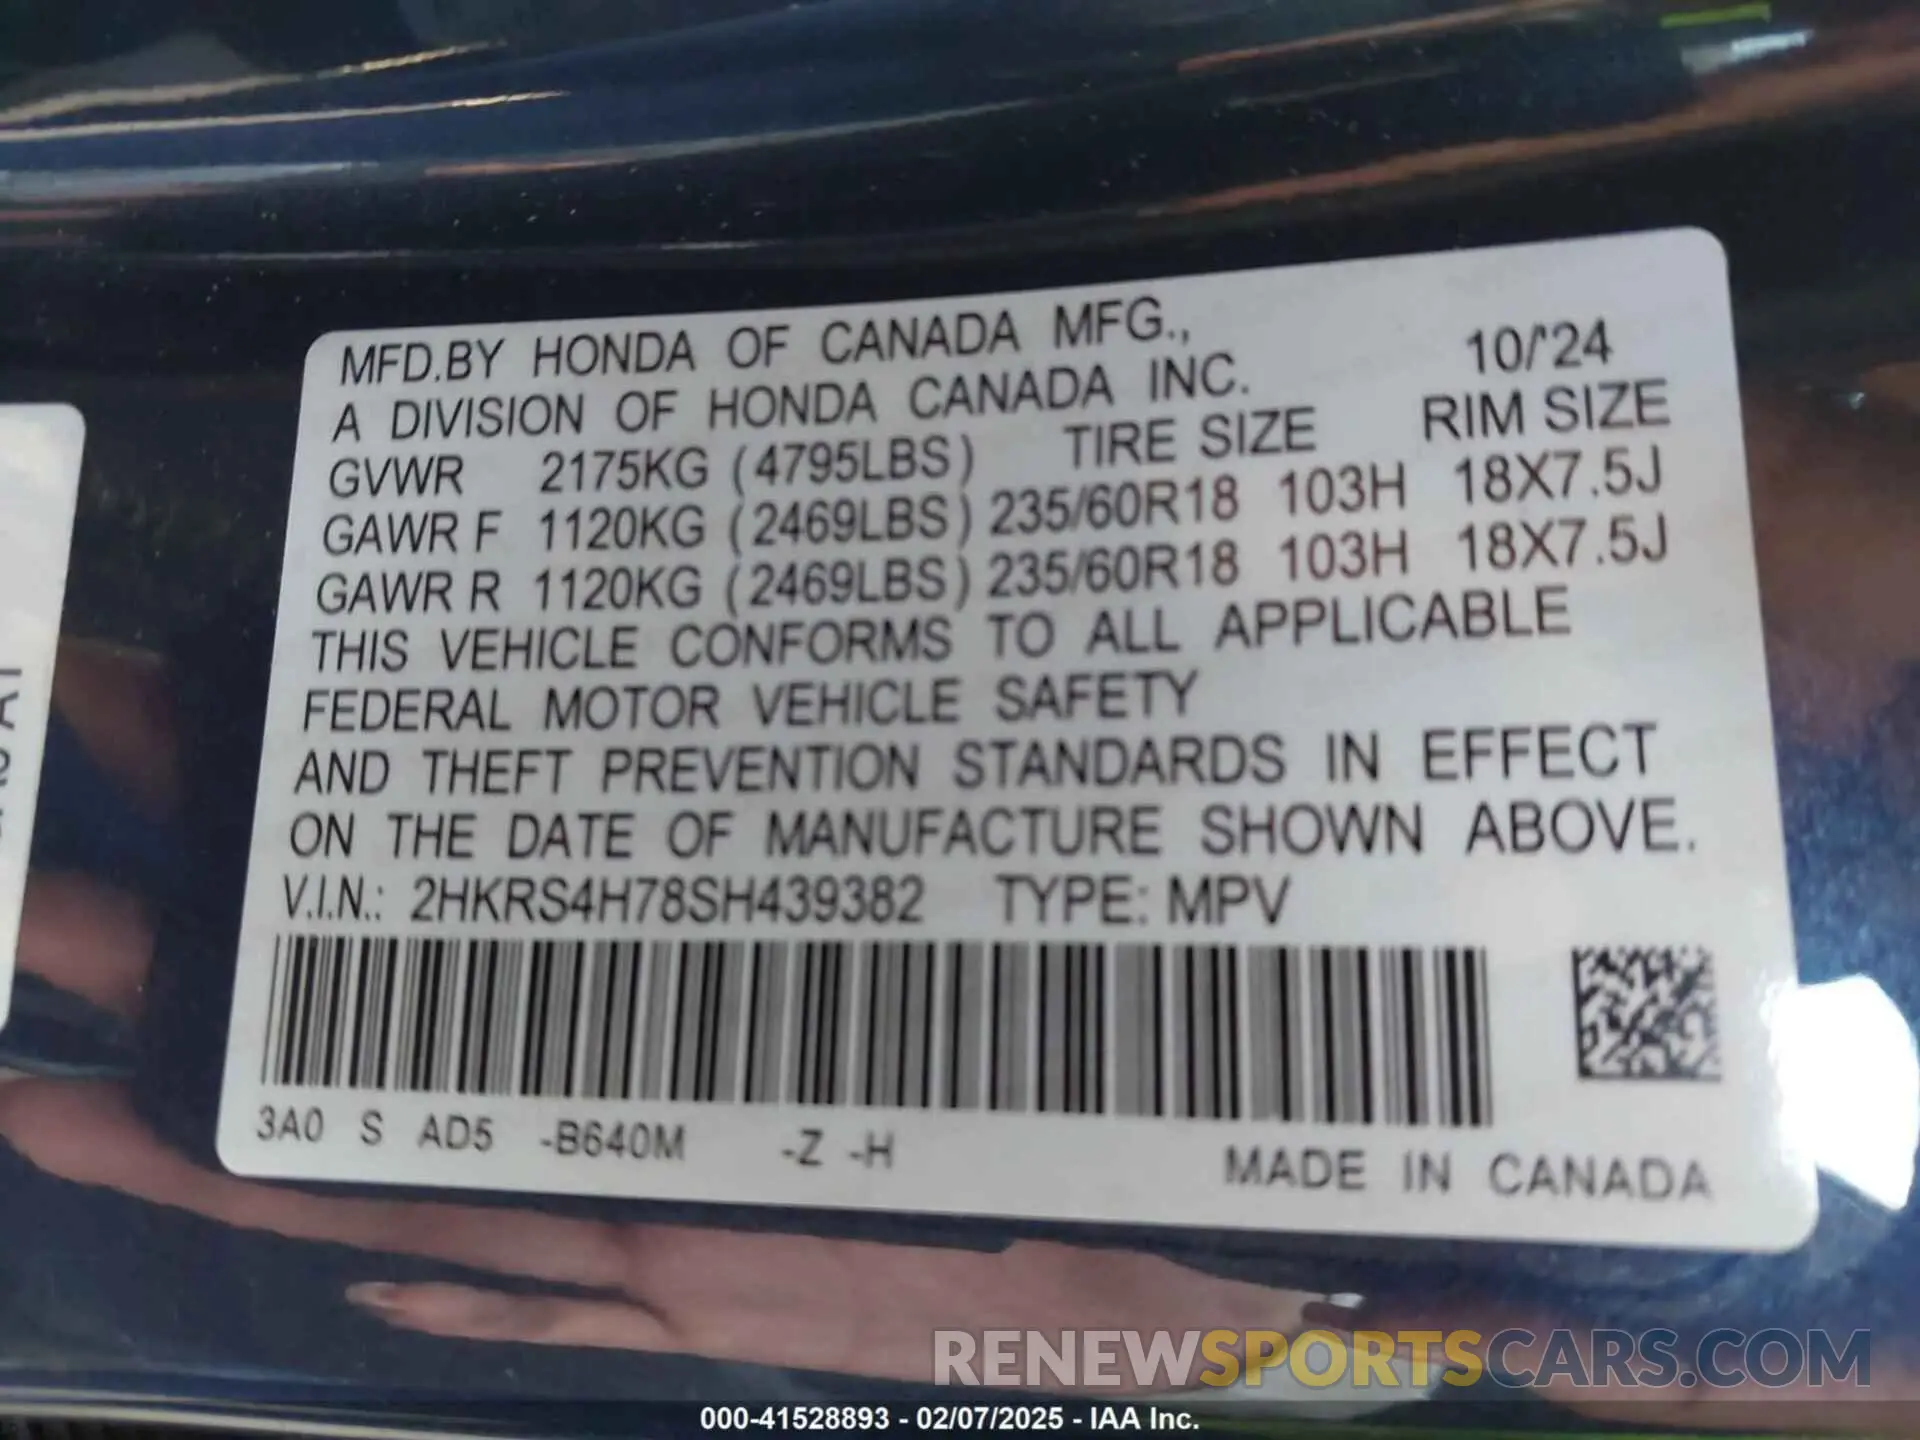 MFD.BY HONDA OF CANADA MFG.,
A DIVISION OF HONDA CANADA INC. 10/'24
GVWR 2175KG (4795LBS) TIRE SIZE RIM SIZE
GAWR F 1120KG (2469LBS) 235/60R18 103H 18X7.5J
GAWR R 1120KG (2469LBS) 235/60R18 103H 18X7.5J
THIS VEHICLE CONFORMS TO ALL APPLICABLE
FEDERAL MOTOR VEHICLE SAFETY
AND THEFT PREVENTION STANDARDS IN EFFECT
ON THE DATE OF MANUFACTURE SHOWN ABOVE.
V.I.N.: 2HKRS4H78SH439382 TYPE: MPV
3A0 S AD5 -B640M -Z -H
MADE IN CANADA
RENEWSPORTSCARS.COM
000-41528893 - 02/07/2025 - IAA Inc.